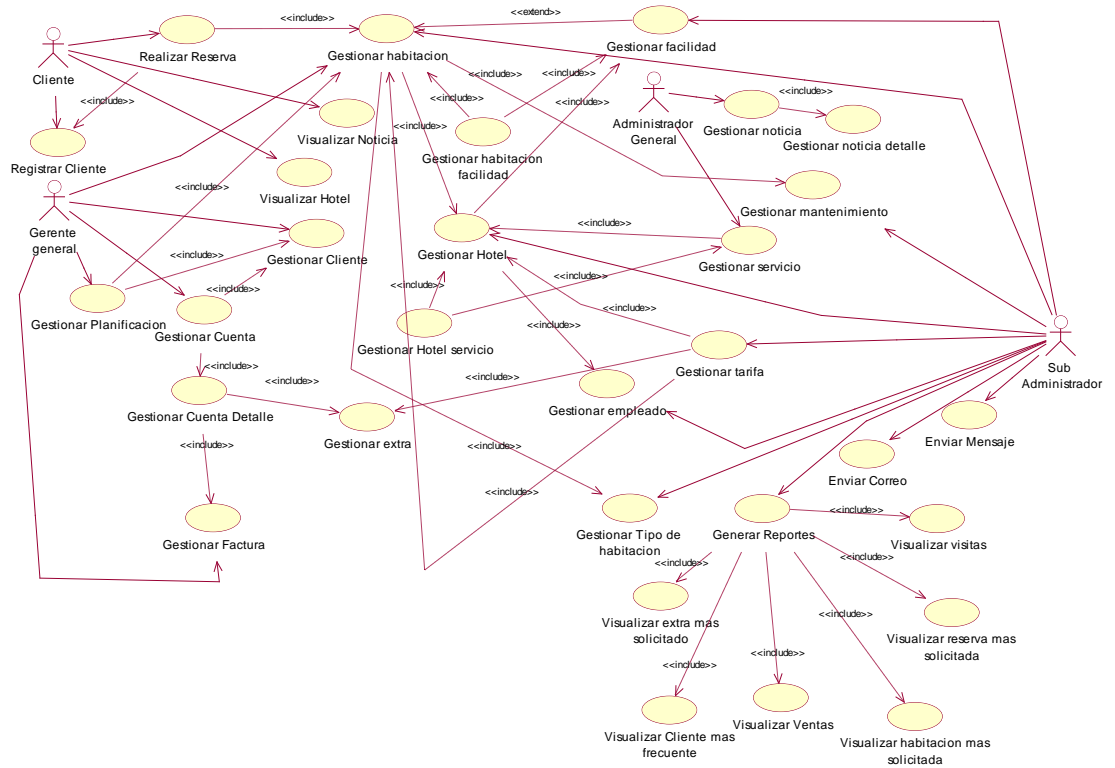 <<extend>>
<<include>>
Gestionar facilidad
Realizar Reserva
Gestionar habitacion
Cliente
<<include>>
<<include>>
<<include>>
<<include>>
<<include>>
<<include>>
Administrador
General
Gestionar noticia
Gestionar noticia detalle
Visualizar Noticia
<<include>>
<<include>>
Gestionar habitacion
facilidad
Registrar Cliente
<<include>>
Visualizar Hotel
Gestionar mantenimiento
Gerente
general
<<include>>
Gestionar Cliente
Gestionar Hotel
Gestionar servicio
<<include>>
<<include>>
<<include>>
Gestionar Planificacion
Gestionar Cuenta
<<include>>
Gestionar Hotel servicio
<<include>>
Gestionar tarifa
Sub
Administrador
<<include>>
<<include>>
<<include>>
Gestionar Cuenta Detalle
Gestionar empleado
Gestionar extra
<<include>>
<<include>>
Enviar Mensaje
Enviar Correo
<<include>>
<<include>>
Gestionar Factura
Gestionar Tipo de
habitacion
Generar Reportes
Visualizar visitas
<<include>>
<<include>>
Visualizar extra mas
solicitado
<<include>>
Visualizar reserva mas
solicitada
<<include>>
<<include>>
Visualizar Cliente mas
frecuente
Visualizar Ventas
Visualizar habitacion mas
solicitada